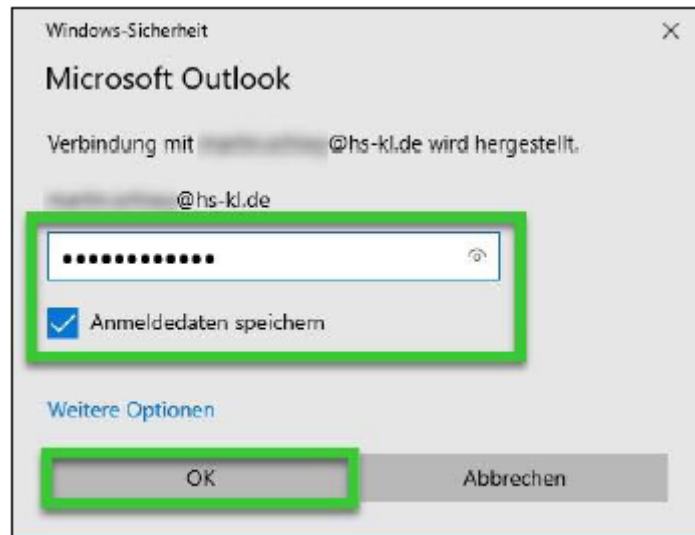 Windows-Sicherheit
Microsoft Outlook
Verbindung mit @hs-kl.de wird hergestellt.
@hs-kl.de
••••••••••••
Anmeldedaten speichern
Weitere Optionen
OK
Abbrechen